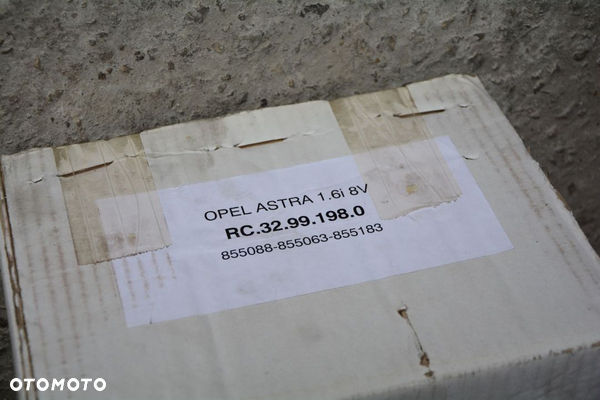 OPEL ASTRA 1.6i 8V
RC.32.99.198.0
855088-855063-855183
OTOMOTO